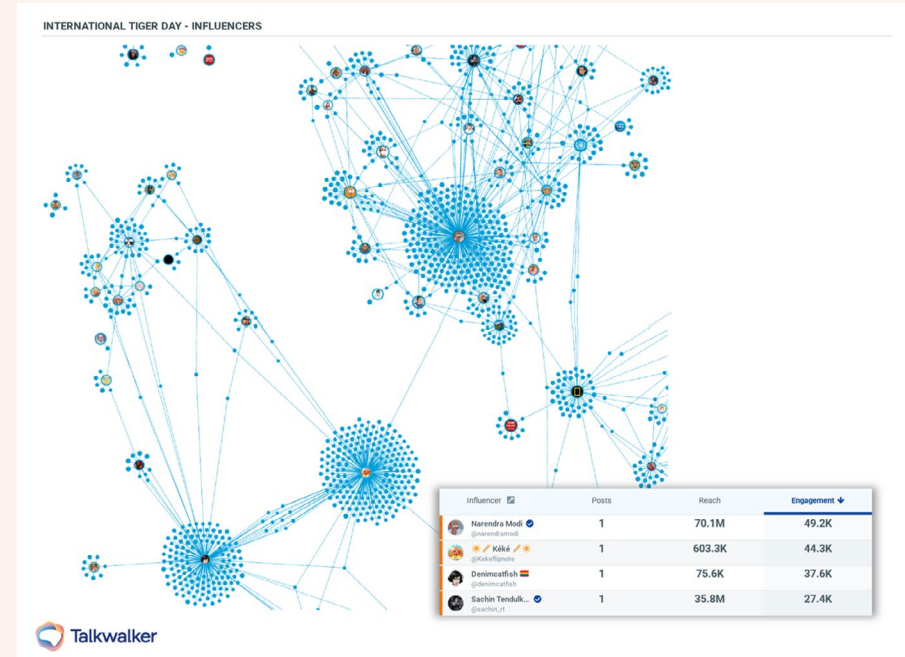 INTERNATIONAL TIGER DAY - INFLUENCERS
Influencer Posts Reach Engagement
Narendra Modi 1 70.1M 49.2K
@narendramodi
Kéké 1 603.3K 44.3K
@Kekeflipnote
Denimcatfish 1 75.6K 37.6K
@denimcatfish
Sachin Tendulk... 1 35.8M 27.4K
@sachin_rt
Talkwalker